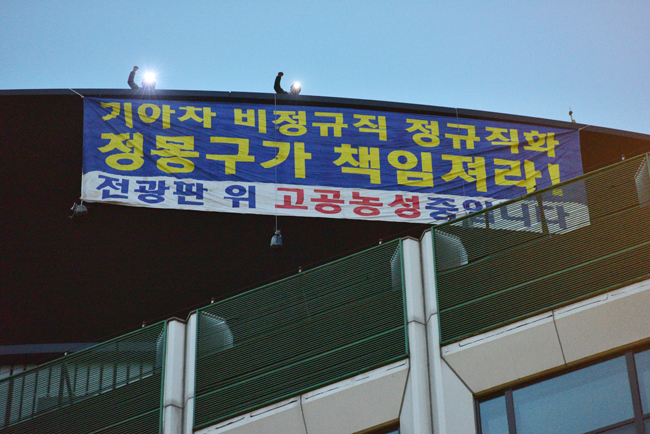 기아차 비정규직 정규직화
정몽구가 책임져라!
전광판 위 고공농성중입니다